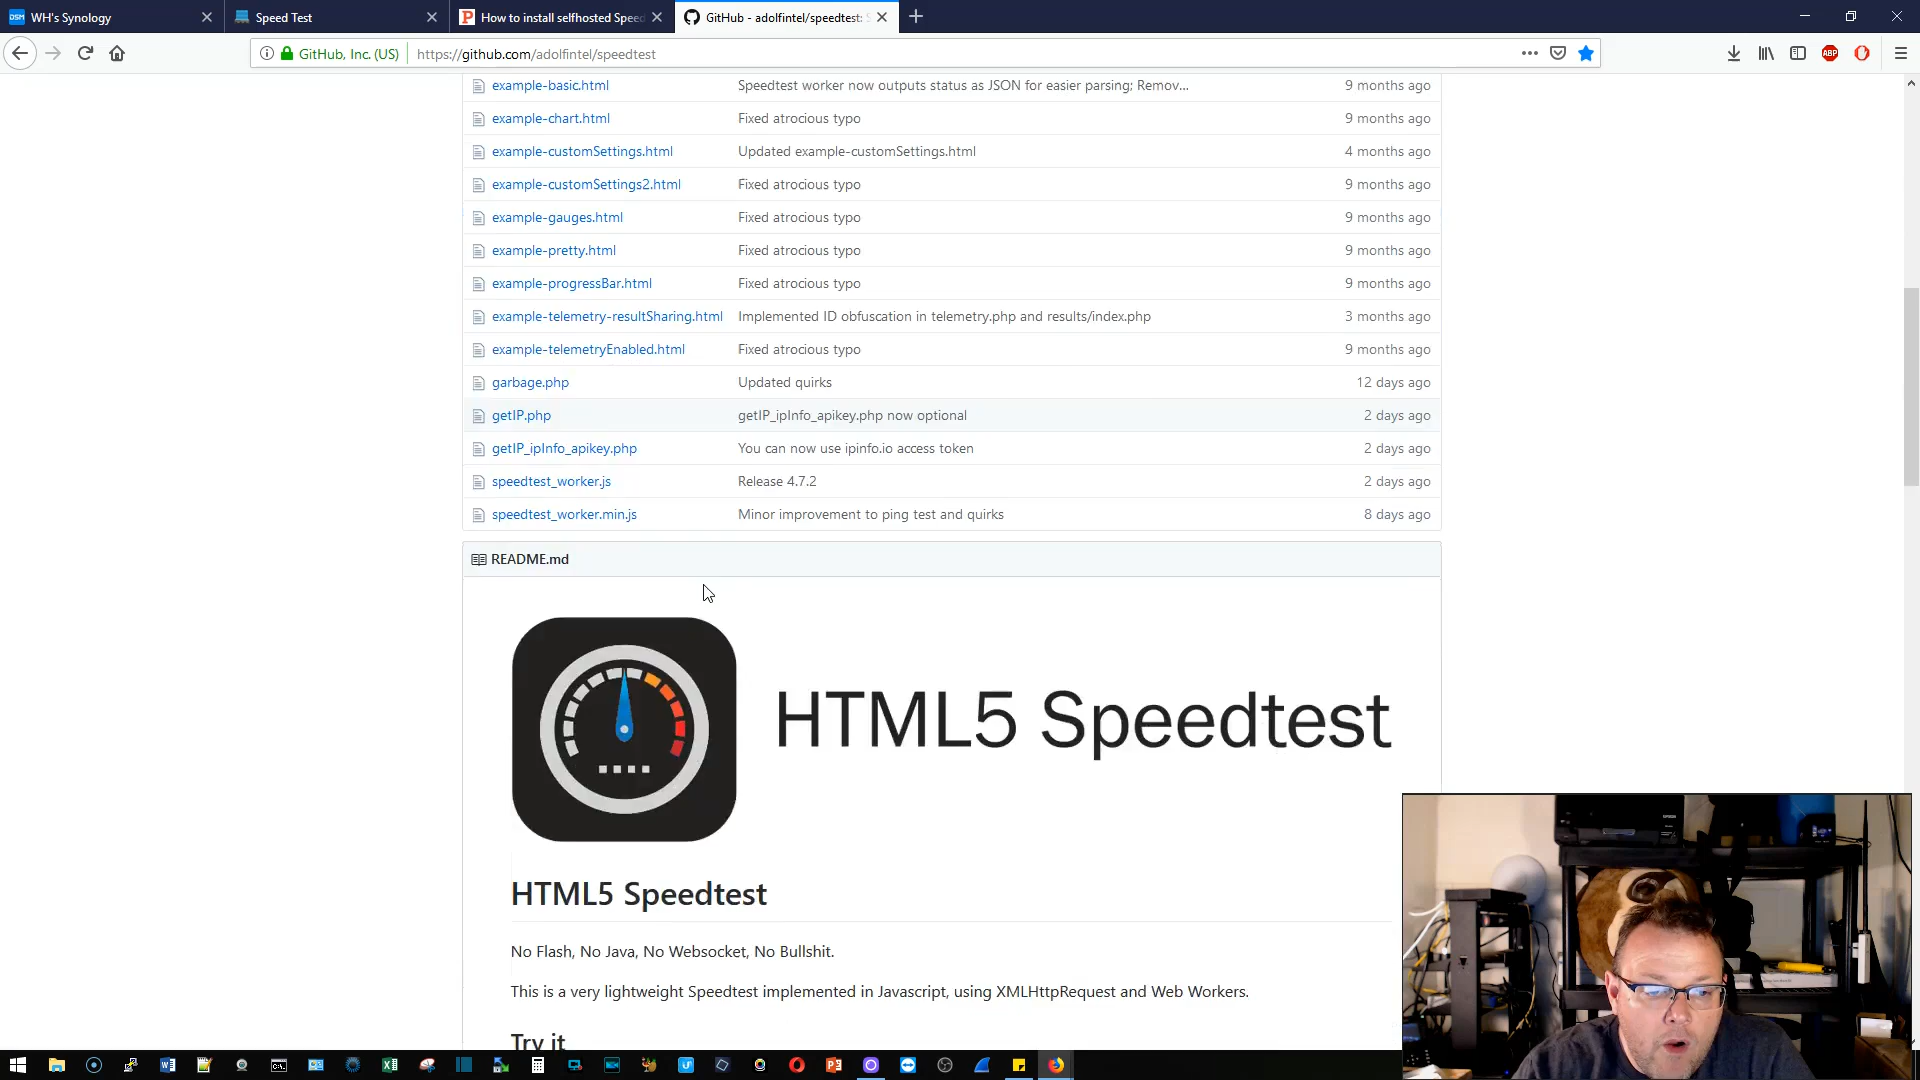 WH's Synology
Speed Test
How to install selfhosted Speed
GitHub - adolfintel/speedtest: S
GitHub, Inc. (US)
https://github.com/adolfintel/speedtest
ABP
example-basic.html Speedtest worker now outputs status as JSON for easier parsing; Remov... 9 months ago
example-chart.html Fixed atrocious typo 9 months ago
example-customSettings.html Updated example-customSettings.html 4 months ago
example-customSettings2.html Fixed atrocious typo 9 months ago
example-gauges.html Fixed atrocious typo 9 months ago
example-pretty.html Fixed atrocious typo 9 months ago
example-progressBar.html Fixed atrocious typo 9 months ago
example-telemetry-resultSharing.html Implemented ID obfuscation in telemetry.php and results/index.php 3 months ago
example-telemetryEnabled.html Fixed atrocious typo 9 months ago
garbage.php Updated quirks 12 days ago
getIP.php getIP_ipInfo_apikey.php now optional 2 days ago
getIP_ipInfo_apikey.php You can now use ipinfo.io access token 2 days ago
speedtest_worker.js Release 4.7.2 2 days ago
speedtest_worker.min.js Minor improvement to ping test and quirks 8 days ago
README.md
HTML5 Speedtest
HTML5 Speedtest
No Flash, No Java, No Websocket, No Bullshit.
This is a very lightweight Speedtest implemented in Javascript, using XMLHttpRequest and Web Workers.
Try it